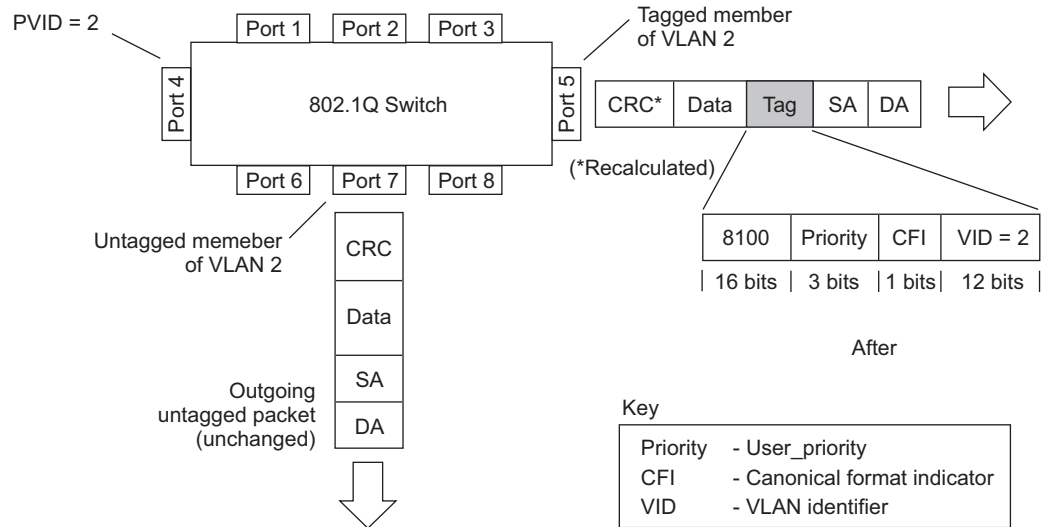 PVID = 2
Port 1 Port 2 Port 3
Tagged member
of VLAN 2
Port 4
802.1Q Switch
Port 5
CRC* Data Tag SA DA
(*Recalculated)
Port 6 Port 7 Port 8
Untagged memeber
of VLAN 2
CRC
Data
SA
DA
Outgoing
untagged packet
(unchanged)
8100 Priority CFI VID = 2
16 bits 3 bits 1 bits 12 bits
After
Key
Priority - User_priority
CFI - Canonical format indicator
VID - VLAN identifier